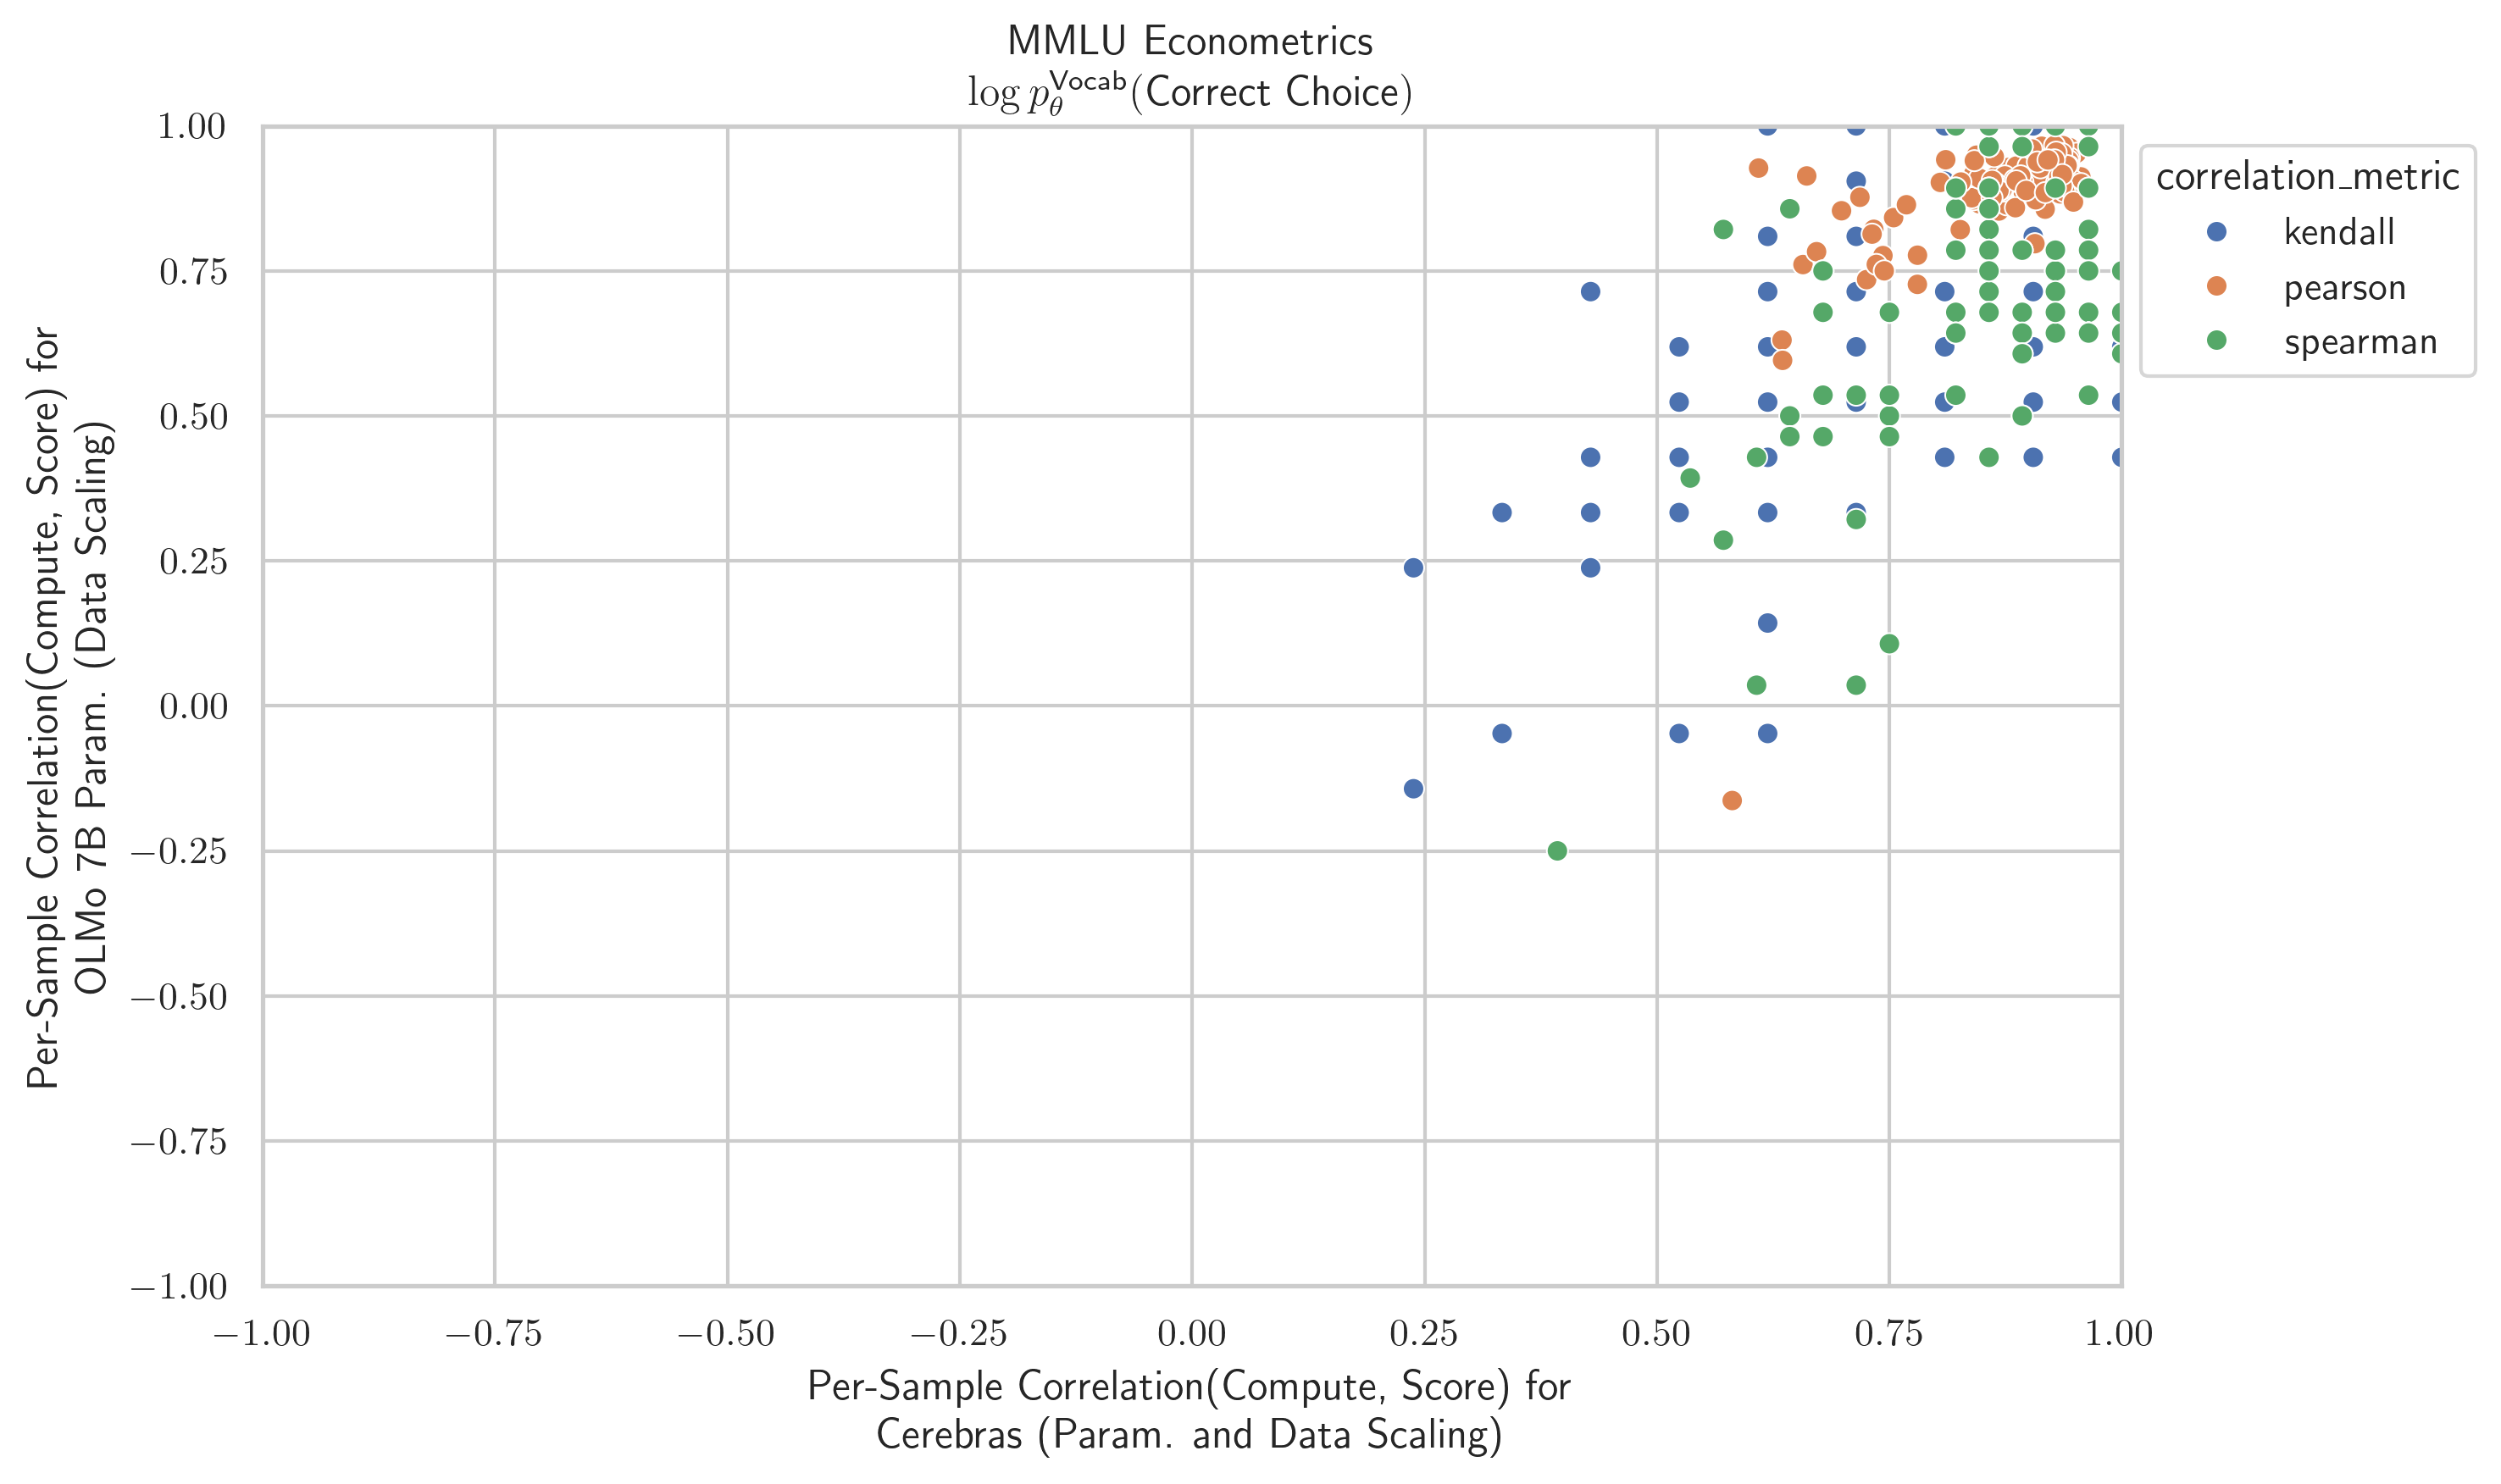 MMLU Econometrics
log p_θ^Vocab(Correct Choice)
1.00
0.75
0.50
0.25
0.00
−0.25
−0.50
−0.75
−1.00
Per-Sample Correlation(Compute, Score) for
OLMo 7B Param. (Data Scaling)
correlation_metric
kendall
pearson
spearman
−1.00 −0.75 −0.50 −0.25 0.00 0.25 0.50 0.75 1.00
Per-Sample Correlation(Compute, Score) for
Cerebras (Param. and Data Scaling)